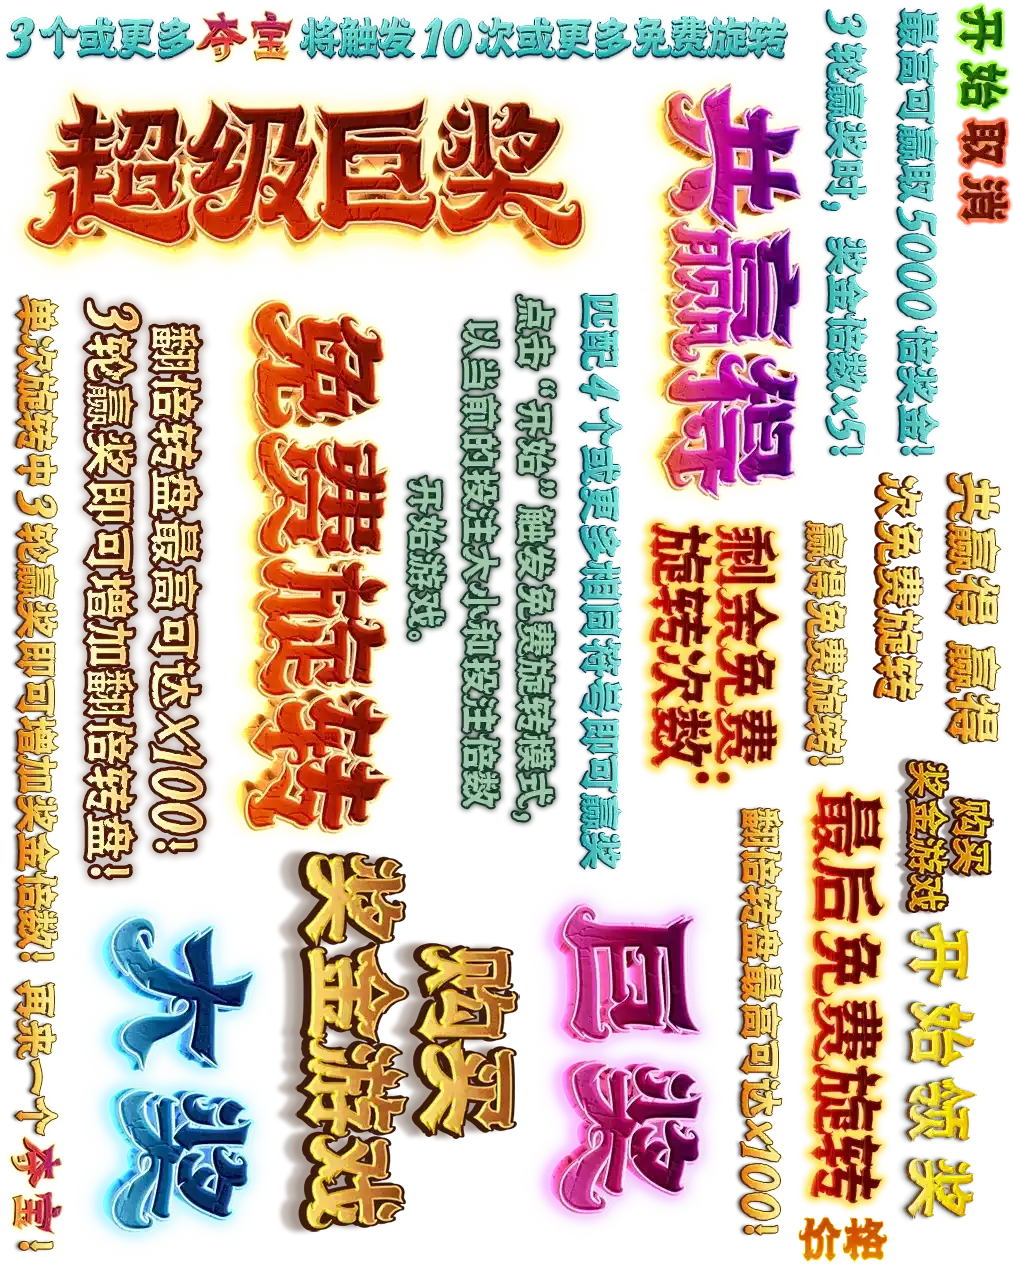 3个或更多夺宝将触发10次或更多免费旋转
超级巨奖
共赢得
3轮赢奖时，奖金倍数x5!
最高可赢取5000倍奖金!
开始
取消
单次旋转中3轮赢奖即可增加奖金倍数!
再来一个夺宝!
翻倍转盘最高可达x100!
3轮赢奖即可增加翻倍转盘!
免费旋转
点击“开始”触发免费旋转模式，
以当前的投注大小和投注倍数
开始游戏。
匹配4个或更多相同符号即可赢奖
剩余免费
旋转次数:
赢得免费旋转!
次免费旋转
共赢得
赢得
购买
奖金游戏
翻倍转盘最高可达x100!
最后免费旋转
开始领奖
大奖
购买
奖金游戏
巨奖
价格